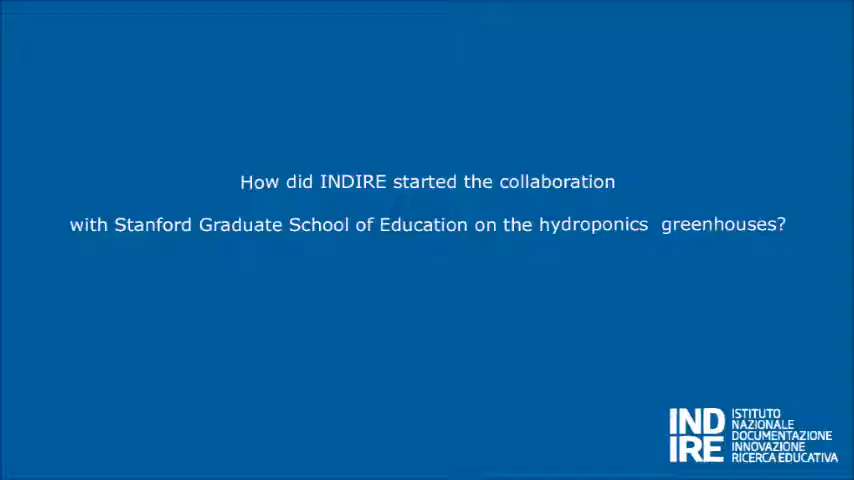 How did INDIRE started the collaboration
with Stanford Graduate School of Education on the hydroponics greenhouses?
IND
IRE
ISTITUTO
NAZIONALE
DOCUMENTAZIONE
INNOVAZIONE
RICERCA EDUCATIVA